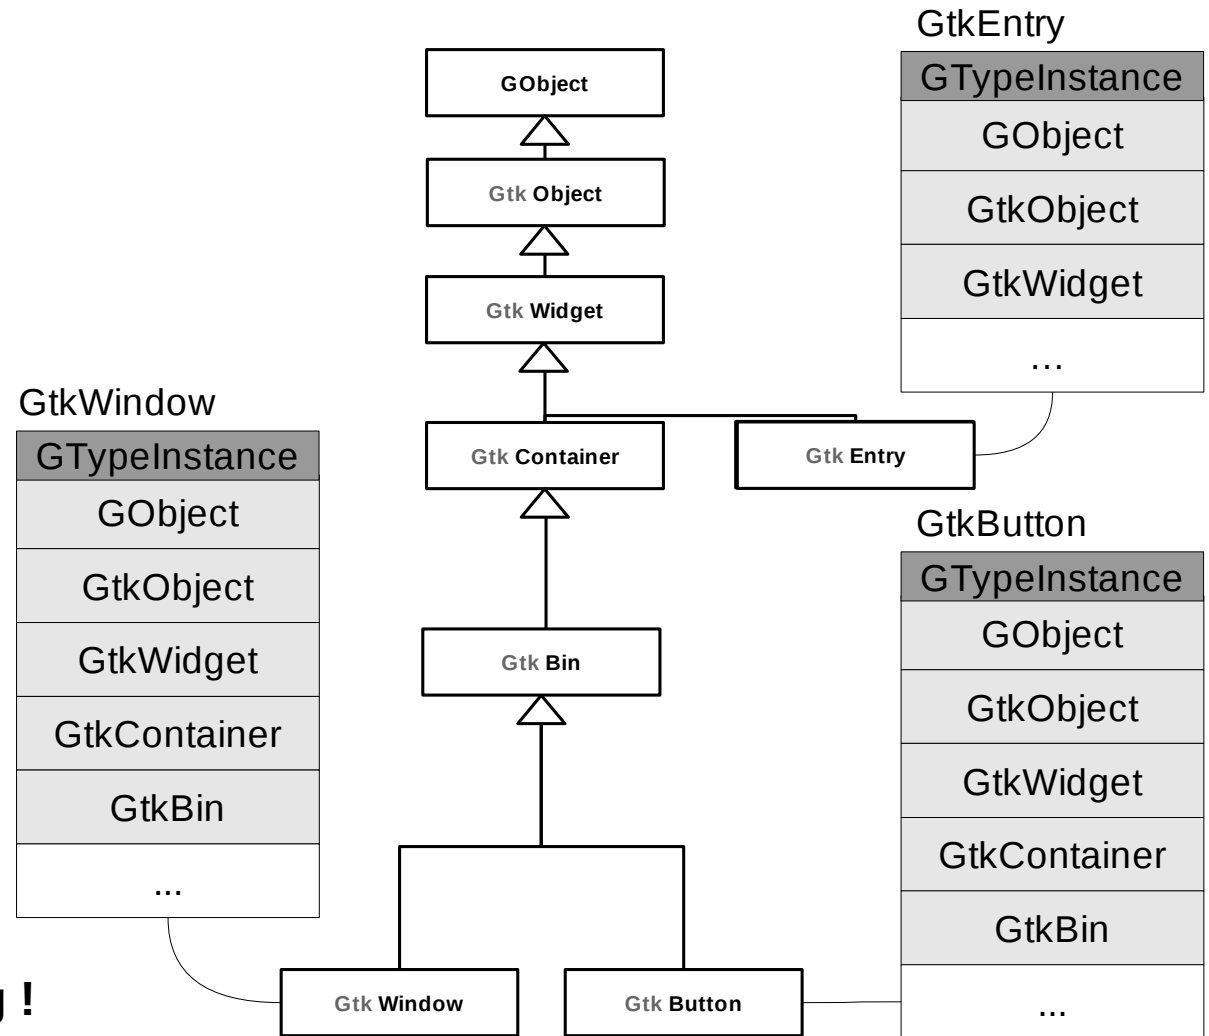 GtkEntry
GTypeInstance
GObject
GtkObject
GtkWidget
...
GObject
Gtk Object
Gtk Widget
Gtk Container
Gtk Entry
Gtk Bin
Gtk Window
Gtk Button
GtkWindow
GTypeInstance
GObject
GtkObject
GtkWidget
GtkContainer
GtkBin
...
GtkButton
GTypeInstance
GObject
GtkObject
GtkWidget
GtkContainer
GtkBin
...
!